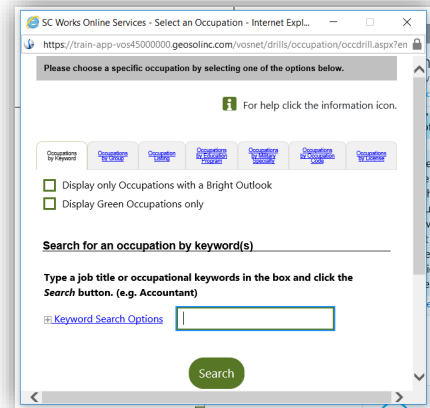 SC Works Online Services - Select an Occupation - Internet Expl...
https://train-app-vos45000000.geosolinc.com/vosnet/drills/occupation/occdrill.aspx?en
Please choose a specific occupation by selecting one of the options below.
For help click the information icon.
Occupations by Keyword
Occupations by Group
Occupation Listing
Occupations by Education Program
Occupations by Military Specialty
Occupations by Occupation Code
Occupations by License
Display only Occupations with a Bright Outlook
Display Green Occupations only
Search for an occupation by keyword(s)
Type a job title or occupational keywords in the box and click the
Search button. (e.g. Accountant)
Keyword Search Options
Search